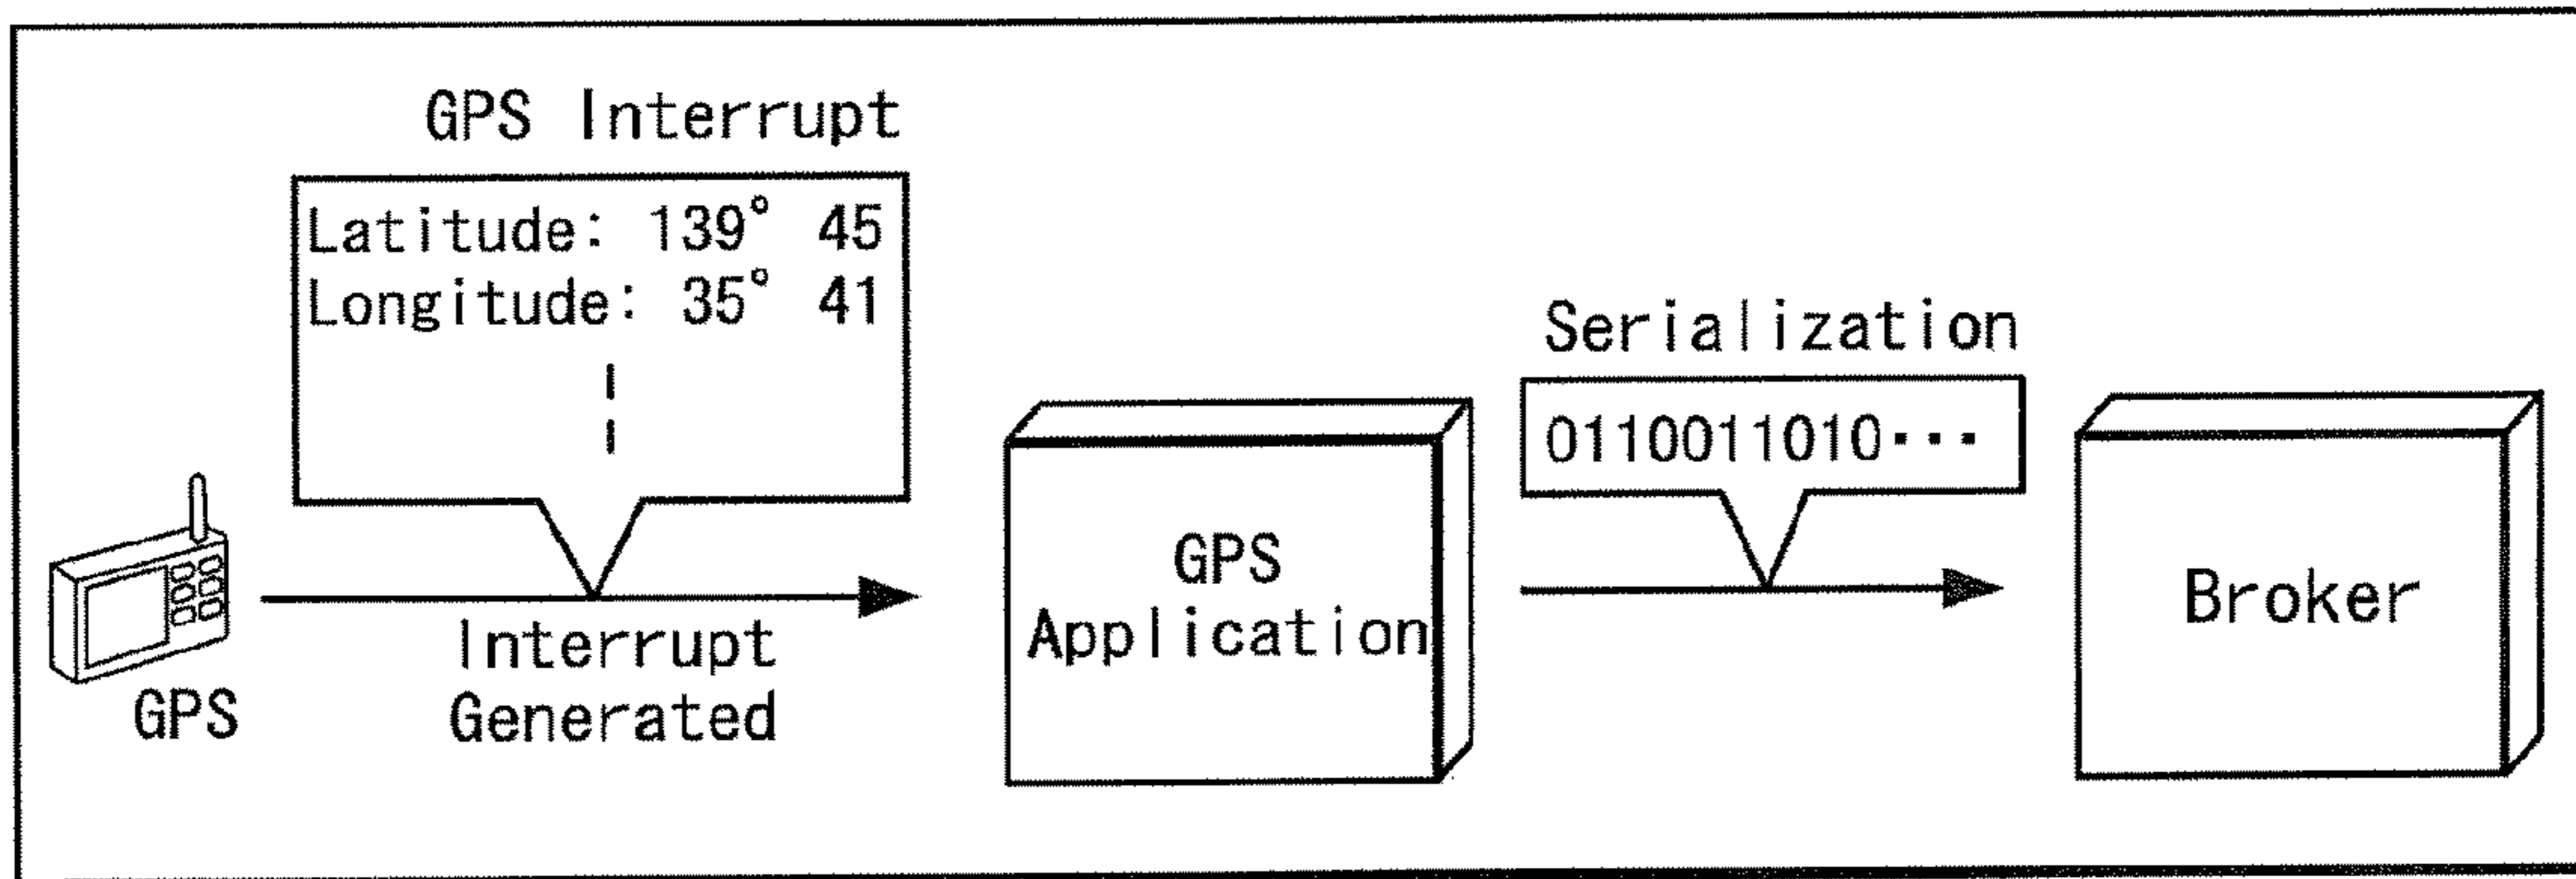 GPS Interrupt
Latitude: 139° 45
Longitude: 35° 41
GPS
Interrupt
Generated
GPS
Application
Serialization
0110011010···
Broker